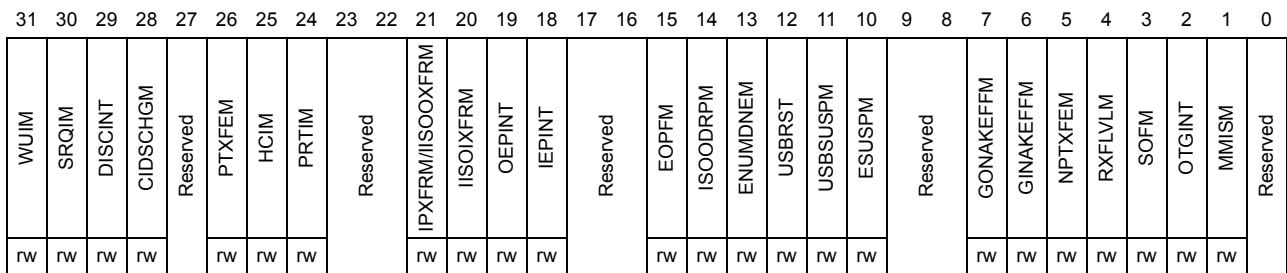 31 30 29 28 27 26 25 24 23 22 21 20 19 18 17 16 15 14 13 12 11 10 9 8 7 6 5 4 3 2 1 0
WUIM
SRQIM
DISCINT
CIDSCHGM
Reserved
PTXFEM
HCIM
PRTIM
Reserved
IPXFRM/IISOOXFRM
IISOIXFRM
OEPINT
IEPINT
Reserved
EOPFM
ISOODRPM
ENUMDNEM
USBRST
USBSUSPM
ESUSPM
Reserved
GONAKEFFM
GINAKEFFM
NPTXFEM
RXFLVLM
SOFM
OTGINT
MMISM
Reserved
rw rw rw rw rw rw rw rw rw rw rw rw rw rw rw rw rw rw rw rw rw rw rw rw